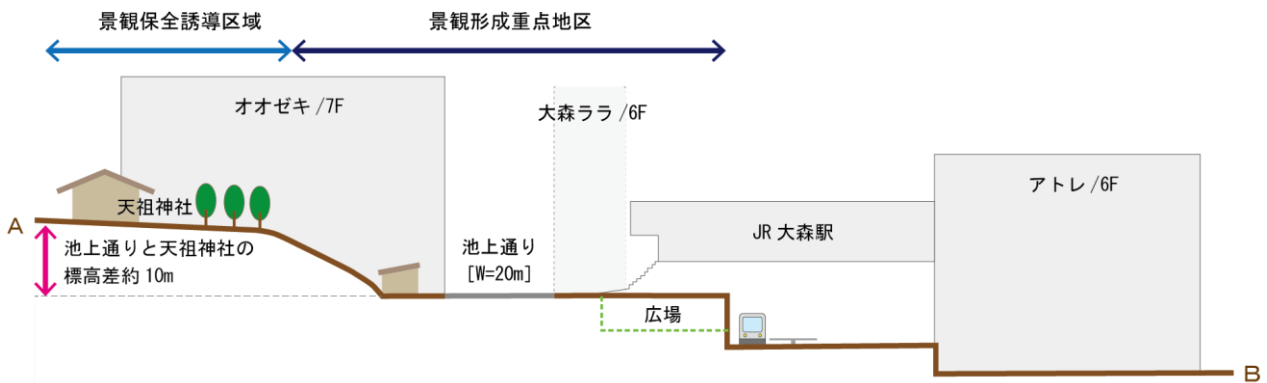 景観保全誘導区域
景観形成重点地区
オオゼキ/7F
大森ララ/6F
アトレ/6F
天祖神社
A
JR 大森駅
池上通りと天祖神社の
標高差約 10m
池上通り
[W=20m]
広場
B